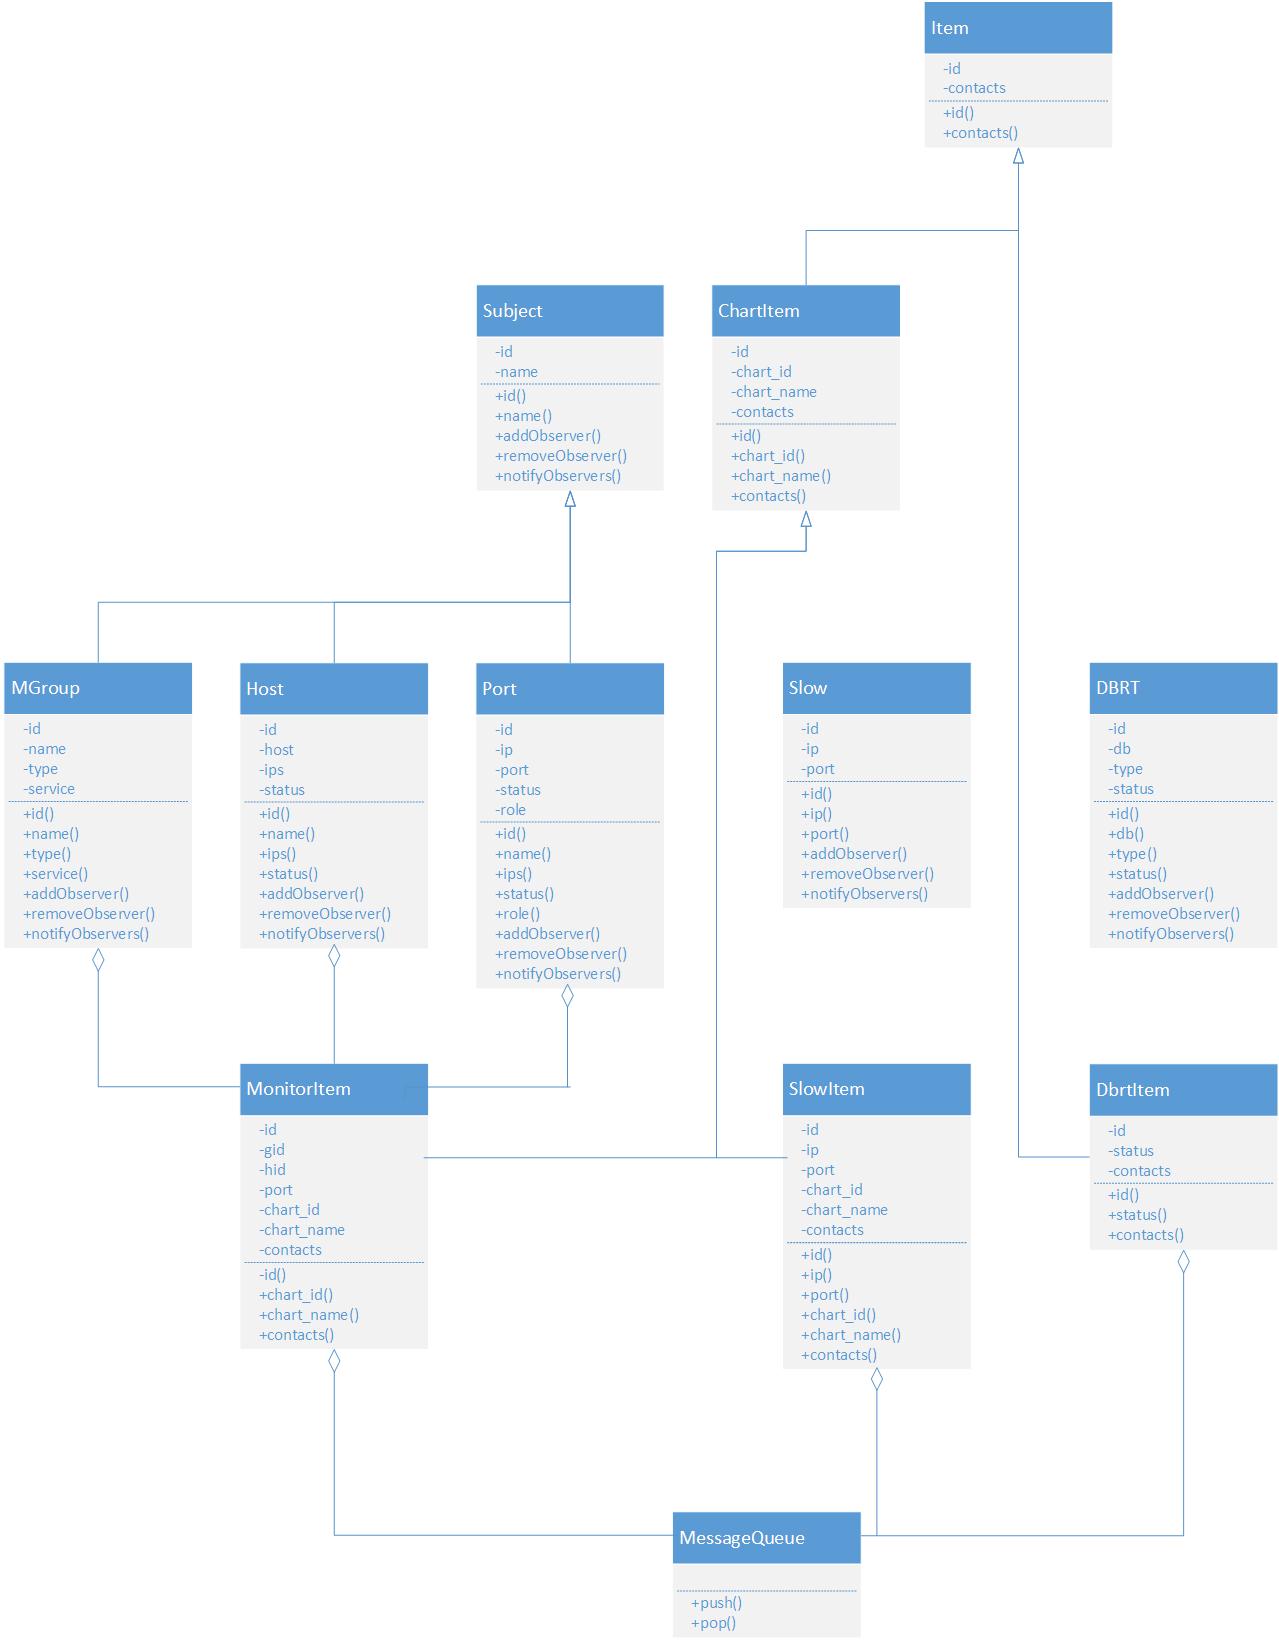 Item
-id
-contacts
+id()
+contacts()
Subject
-id
-name
+id()
+name()
+addObserver()
+removeObserver()
+notifyObservers()
ChartItem
-id
-chart_id
-chart_name
-contacts
+id()
+chart_id()
+chart_name()
+contacts()
MGroup
-id
-name
-type
-service
+id()
+name()
+type()
+service()
+addObserver()
+removeObserver()
+notifyObservers()
Host
-id
-host
-ips
-status
+id()
+name()
+ips()
+status()
+addObserver()
+removeObserver()
+notifyObservers()
Port
-id
-ip
-port
-status
-role
+id()
+name()
+ips()
+status()
+role()
+addObserver()
+removeObserver()
+notifyObservers()
Slow
-id
-ip
-port
+id()
+ip()
+port()
+addObserver()
+removeObserver()
+notifyObservers()
DBRT
-id
-db
-type
-status
+id()
+db()
+type()
+status()
+addObserver()
+removeObserver()
+notifyObservers()
MonitorItem
-id
-gid
-hid
-port
-chart_id
-chart_name
-contacts
-id()
+chart_id()
+chart_name()
+contacts()
SlowItem
-id
-ip
-port
-chart_id
-chart_name
-contacts
+id()
+ip()
+port()
+chart_id()
+chart_name()
+contacts()
DbrtItem
-id
-status
-contacts
+id()
+status()
+contacts()
MessageQueue
+push()
+pop()